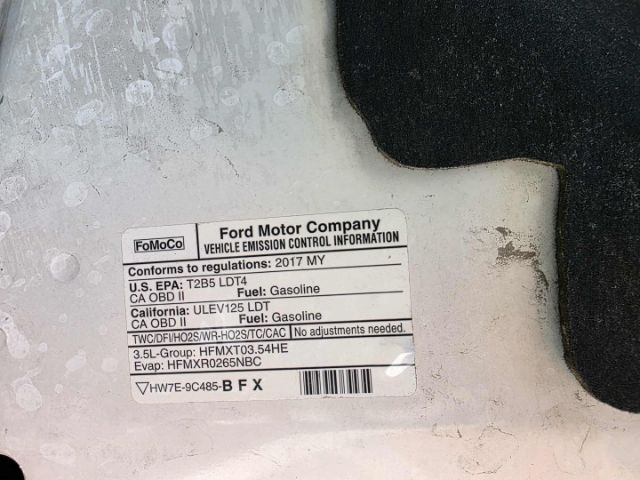 FoMoCo
Ford Motor Company
VEHICLE EMISSION CONTROL INFORMATION
Conforms to regulations: 2017 MY
U.S. EPA: T2B5 LDT4
CA OBD II Fuel: Gasoline
California: ULEV125 LDT
CA OBD II Fuel: Gasoline
TWC/DFI/HO2S/WR-HO2S/TC/CAC No adjustments needed.
3.5L-Group: HFMXT03.54HE
Evap: HFMXR0265NBC
HW7E-9C485-BFX